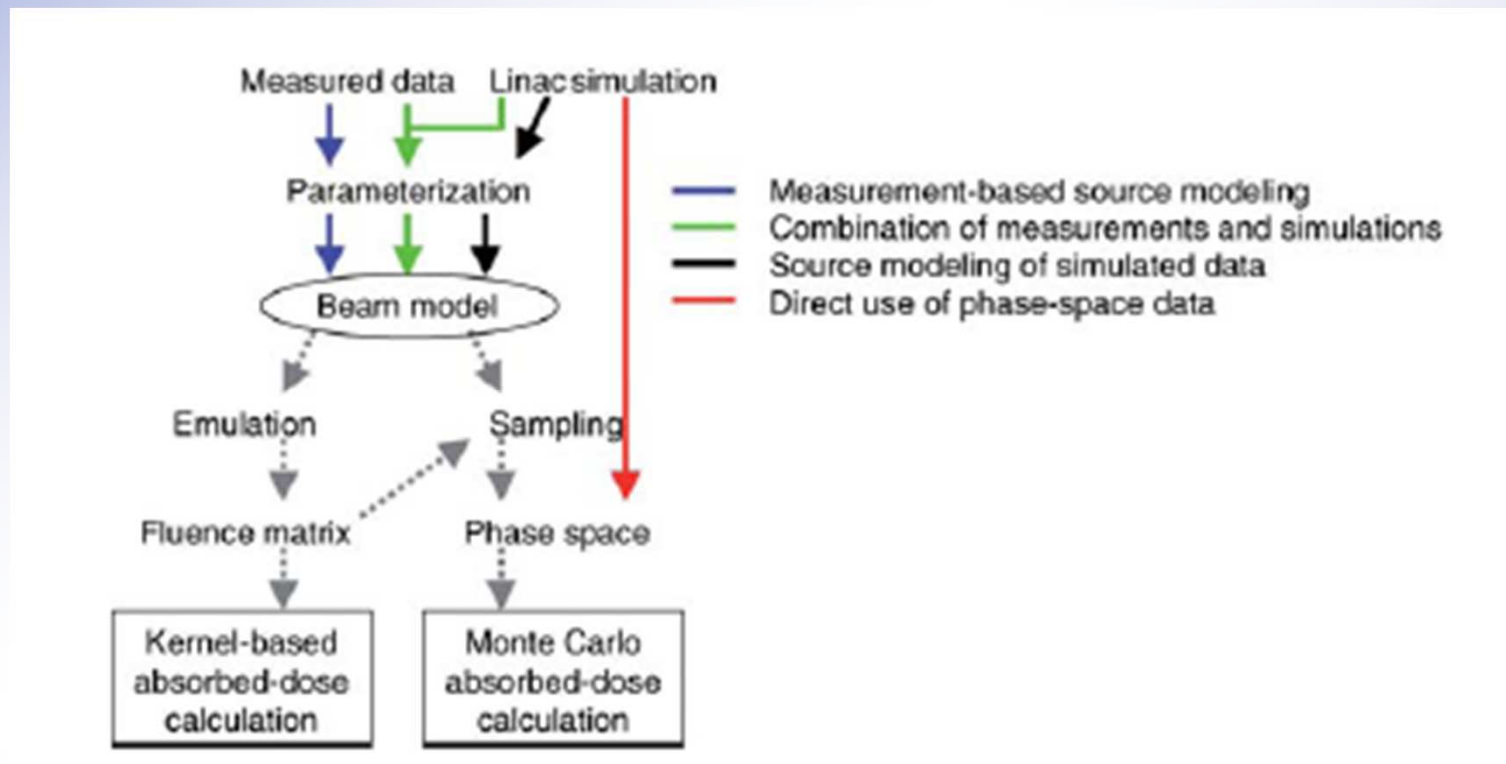 Measured data
Linac simulation
Parameterization
Measurement-based source modeling
Combination of measurements and simulations
Source modeling of simulated data
Direct use of phase-space data
Beam model
Emulation
Sampling
Fluence matrix
Phase space
Kernel-based
absorbed-dose
calculation
Monte Carlo
absorbed-dose
calculation